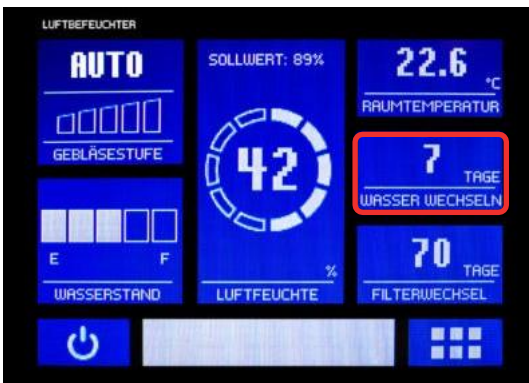 LUFTBEFEUCHTER
AUTO
GEBLÄSESTUFE
E F
WASSERSTAND
SOLLWERT: 89%
42
%
LUFTFEUCHTE
22.6 °C
RAUMTEMPERATUR
7 TAGE
WASSER WECHSELN
70 TAGE
FILTERWECHSEL